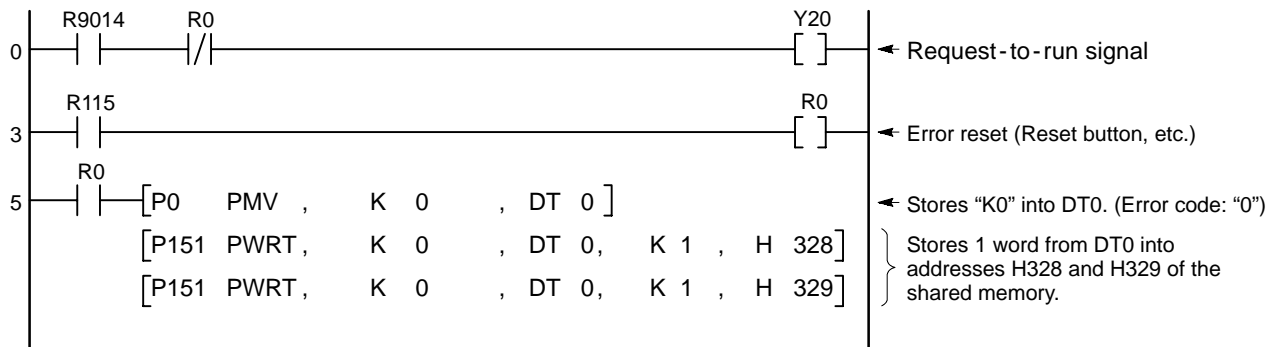 R9014 R0 Y20
0 Request-to-run signal
R115 R0
3 Error reset (Reset button, etc.)
R0
5 [P0 PMV , K 0 , DT 0 ] Stores “K0” into DT0. (Error code: “0”)
[P151 PWRT, K 0 , DT 0, K 1 , H 328] Stores 1 word from DT0 into
addresses H328 and H329 of the
[P151 PWRT, K 0 , DT 0, K 1 , H 329] shared memory.